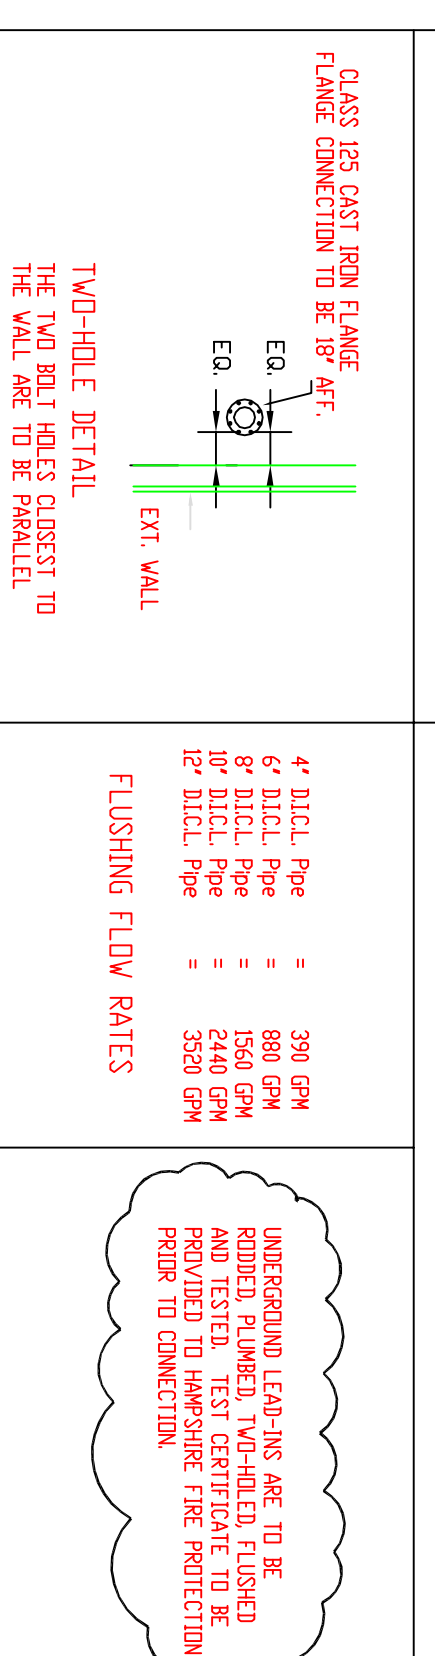 CLASS 125 CAST IRON FLANGE
FLANGE CONNECTION TO BE 18" AFF.
EQ.
EQ.
EXT. WALL
TWO-HOLE DETAIL
THE TWO BOLT HOLES CLOSEST TO
THE WALL ARE TO BE PARALLEL
4" D.I.C.L. Pipe = 390 GPM
6" D.I.C.L. Pipe = 880 GPM
8" D.I.C.L. Pipe = 1560 GPM
10" D.I.C.L. Pipe = 2440 GPM
12" D.I.C.L. Pipe = 3520 GPM
FLUSHING FLOW RATES
UNDERGROUND LEAD-INS ARE TO BE
RODDED, PLUMBED, TWO-HOLED, FLUSHED
AND TESTED. TEST CERTIFICATE TO BE
PROVIDED TO HAMPSHIRE FIRE PROTECTION
PRIOR TO CONNECTION.